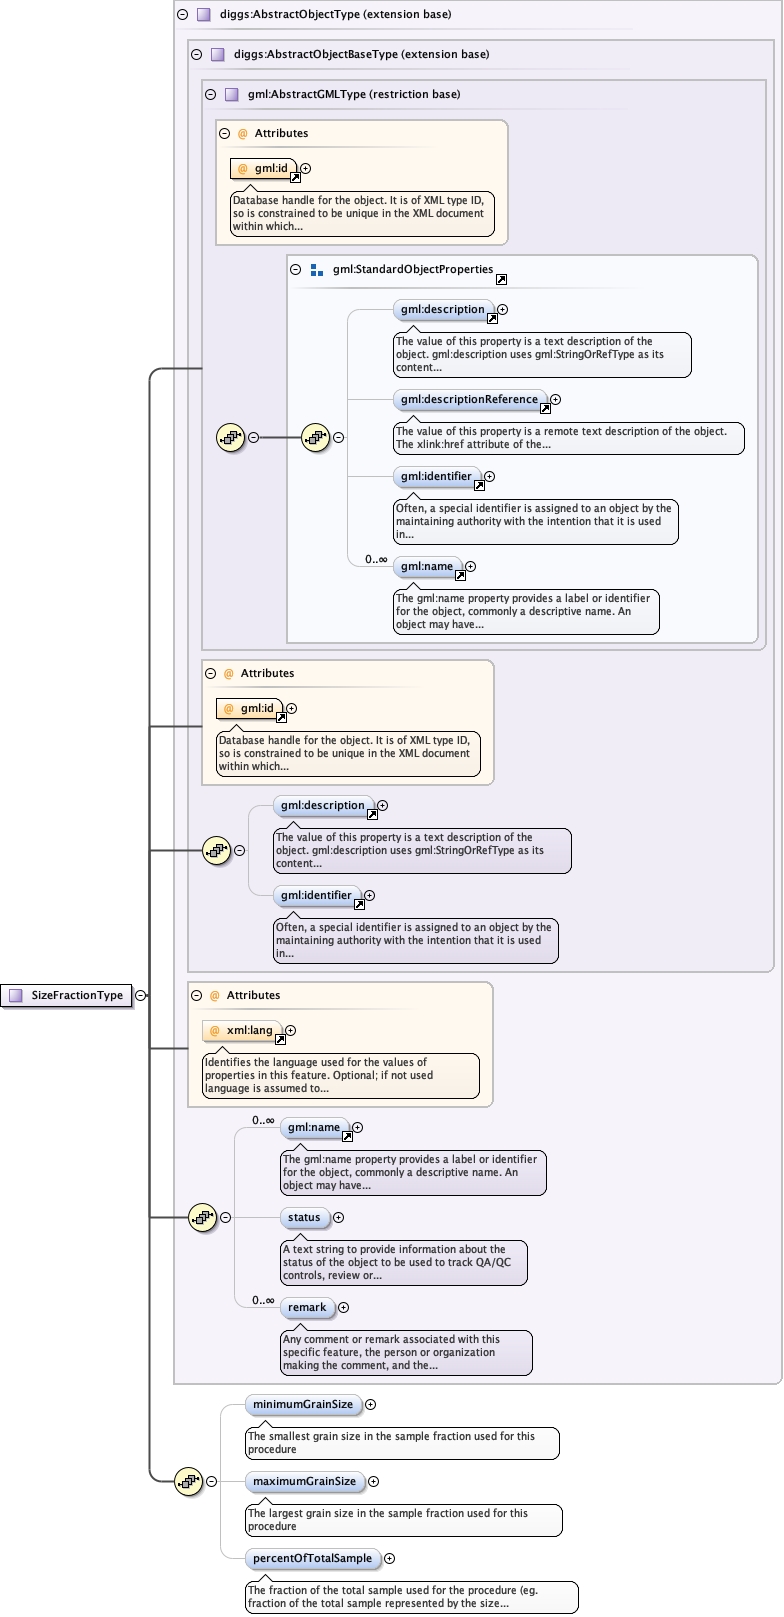 diggs:AbstractObjectType (extension base)
diggs:AbstractObjectBaseType (extension base)
gml:AbstractGMLType (restriction base)
@ Attributes
@ gml:id
Database handle for the object. It is of XML type ID,
so is constrained to be unique in the XML document
within which...
gml:StandardObjectProperties
gml:description
The value of this property is a text description of the
object. gml:description uses gml:StringOrRefType as its
content...
gml:descriptionReference
The value of this property is a remote text description of the object.
The xlink:href attribute of the...
gml:identifier
Often, a special identifier is assigned to an object by the
maintaining authority with the intention that it is used
in...
0..∞ gml:name
The gml:name property provides a label or identifier
for the object, commonly a descriptive name. An
object may have...
@ Attributes
@ gml:id
Database handle for the object. It is of XML type ID,
so is constrained to be unique in the XML document
within which...
gml:description
The value of this property is a text description of the
object. gml:description uses gml:StringOrRefType as its
content...
gml:identifier
Often, a special identifier is assigned to an object by the
maintaining authority with the intention that it is used
in...
SizeFractionType
@ Attributes
@ xml:lang
Identifies the language used for the values of
properties in this feature. Optional; if not used
language is assumed to...
0..∞ gml:name
The gml:name property provides a label or identifier
for the object, commonly a descriptive name. An
object may have...
status
A text string to provide information about the
status of the object to be used to track QA/QC
controls, review or...
0..∞ remark
Any comment or remark associated with this
specific feature, the person or organization
making the comment, and the...
minimumGrainSize
The smallest grain size in the sample fraction used for this
procedure
maximumGrainSize
The largest grain size in the sample fraction used for this
procedure
percentOfTotalSample
The fraction of the total sample used for the procedure (eg.
fraction of the total sample represented by the size...